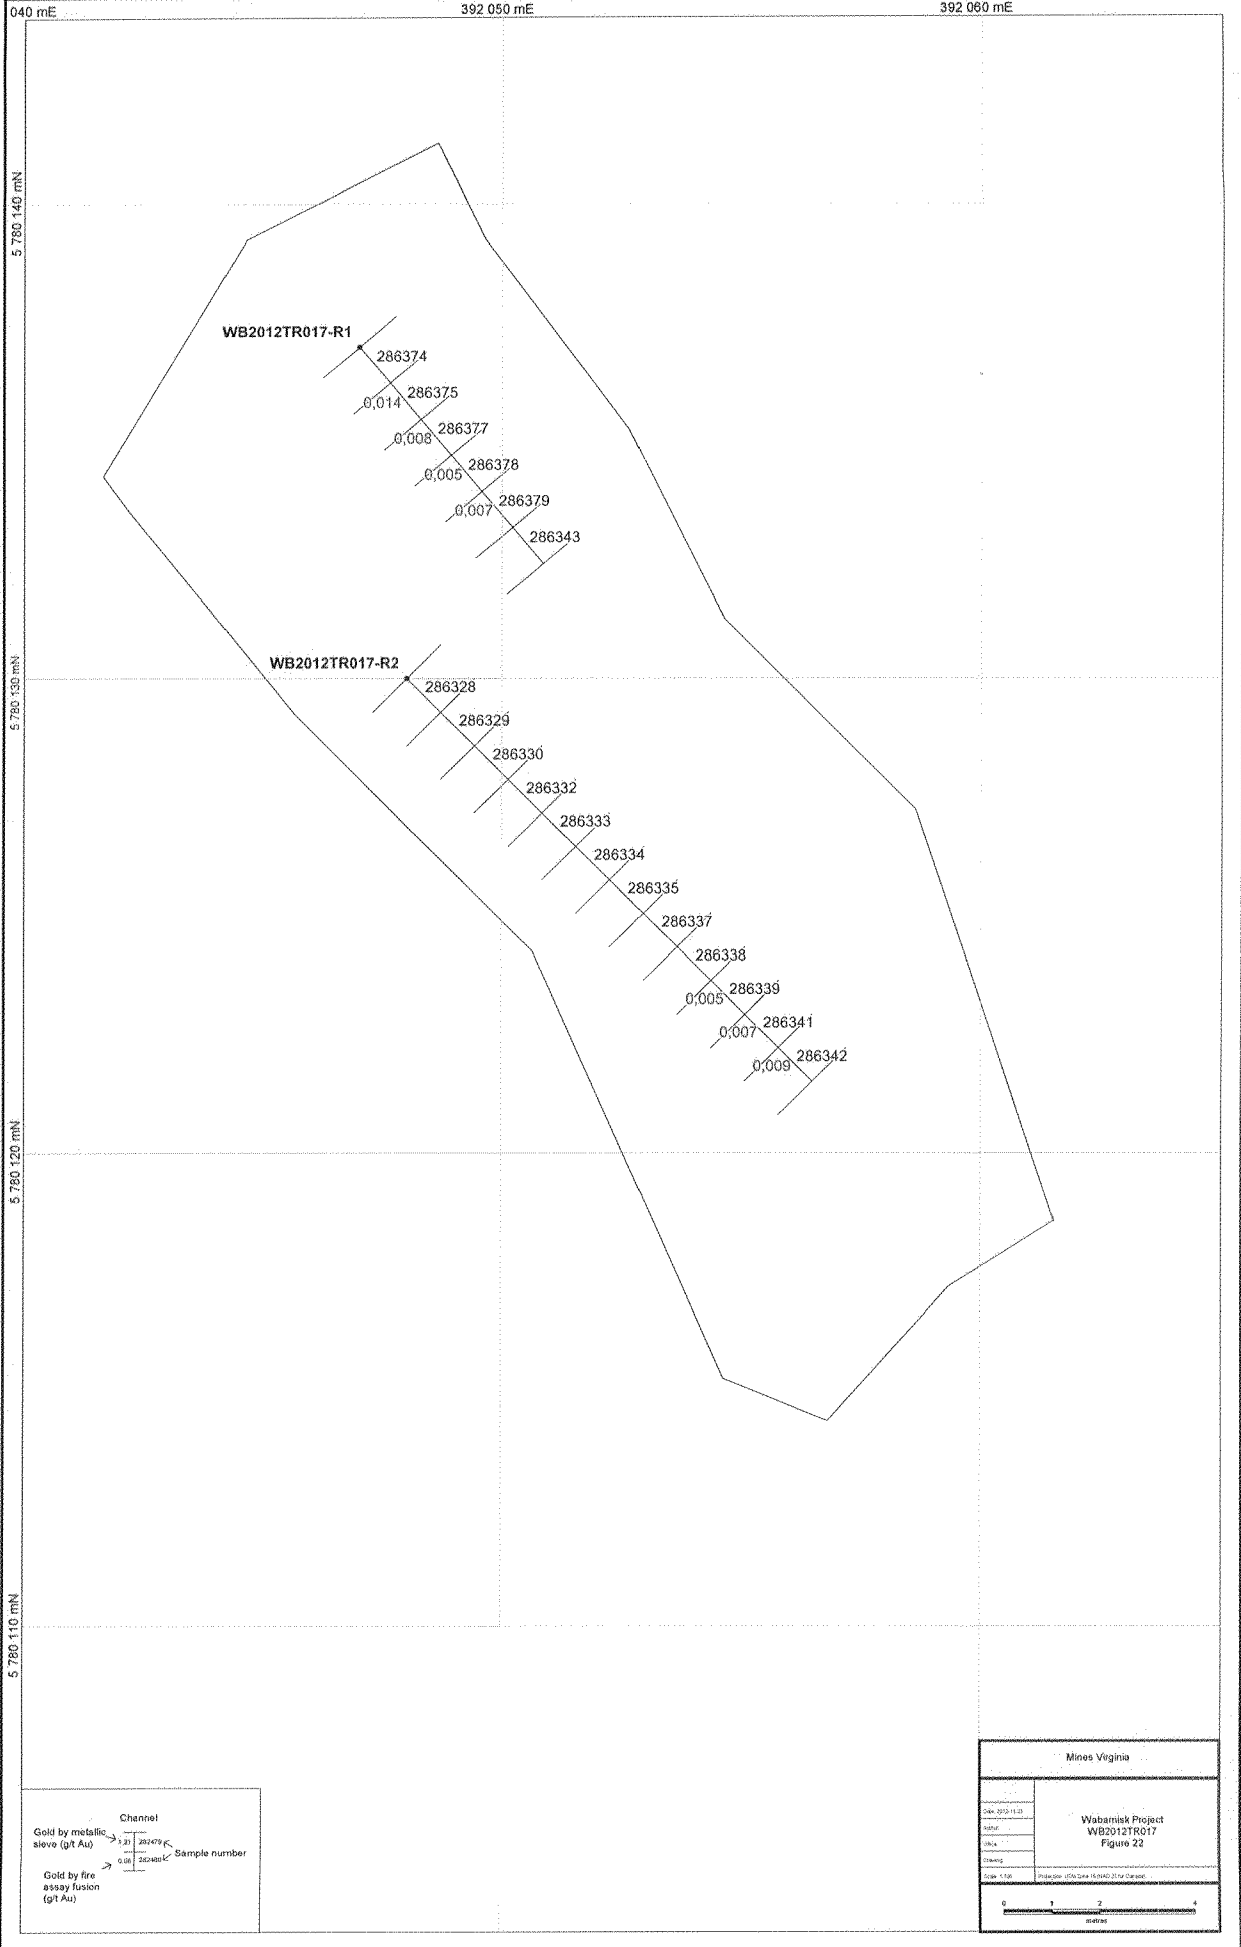 040 mE
392 050 mE
392 060 mE
5 780 140 mN
WB2012TR017-R1
286374
286375
0,014
286377
0,008
286378
0,005
286379
0,007
286343
5 780 130 mN
WB2012TR017-R2
286328
286329
286330
286332
286333
286334
286335
286337
286338
286339
0,005
286341
0,007
286342
0,009
5 780 120 mN
5 780 110 mN
Channel
Gold by metallic
sieve (g/t Au)
282479
Sample number
282480
Gold by fire
assay fusion
(g/t Au)
Mines Virginia
Wabamisk Project
WB2012TR017
Figure 22
0 1 2 4
metres